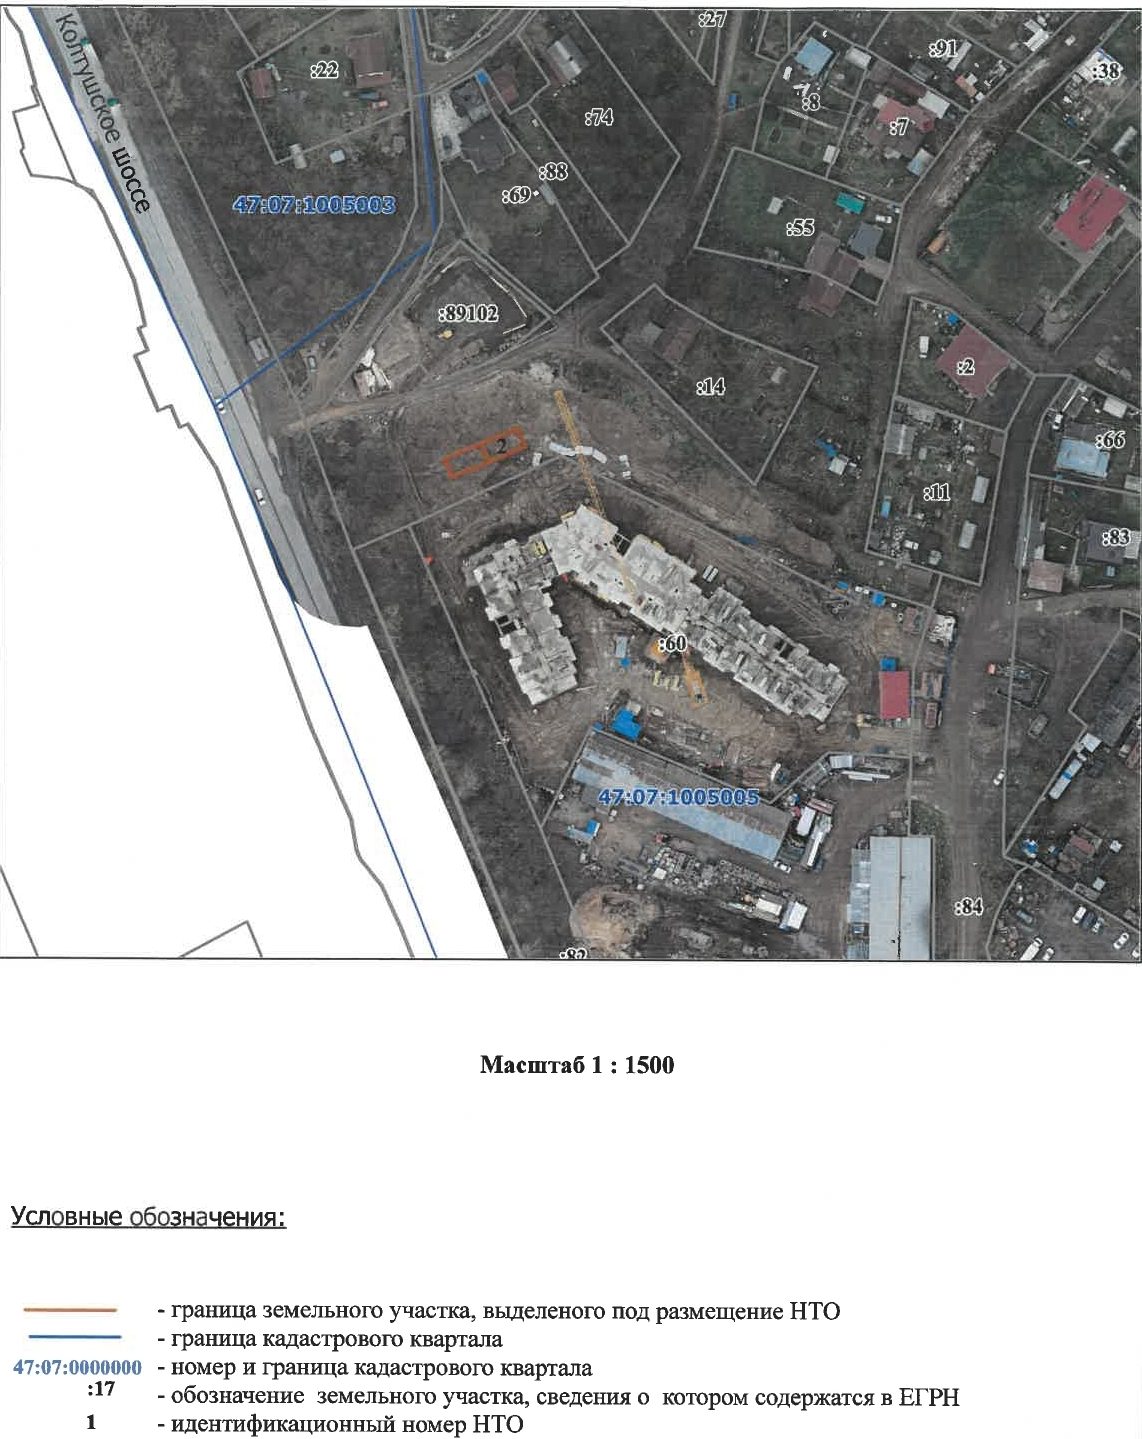 Колтушское шоссе
:27
:91
:38
:22
:8
:74
:7
:88
:69
47:07:1005003
:55
:89102
:2
:14
:66
2
:11
:83
:60
47:07:1005005
:84
:82
Масштаб 1 : 1500
Условные обозначения:
- граница земельного участка, выделеного под размещение НТО
- граница кадастрового квартала
47:07:0000000 - номер и граница кадастрового квартала
:17 - обозначение земельного участка, сведения о котором содержатся в ЕГРН
1 - идентификационный номер НТО